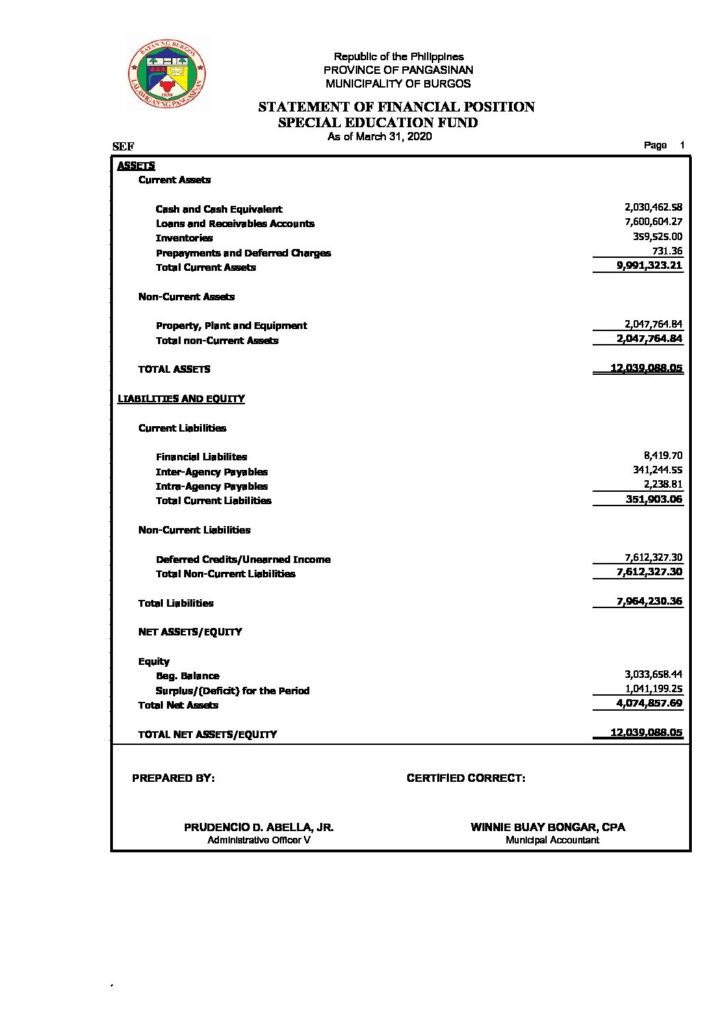 BAYAN NG BURGOS
LALAWIGAN NG PANGASINAN
Republic of the Philippines
PROVINCE OF PANGASINAN
MUNICIPALITY OF BURGOS
STATEMENT OF FINANCIAL POSITION
SPECIAL EDUCATION FUND
As of March 31, 2020
SEF Page 1
ASSETS
Current Assets
Cash and Cash Equivalent 2,030,462.58
Loans and Receivables Accounts 7,600,604.27
Inventories 359,525.00
Prepayments and Deferred Charges 731.36
Total Current Assets 9,991,323.21
Non-Current Assets
Property, Plant and Equipment 2,047,764.84
Total non-Current Assets 2,047,764.84
TOTAL ASSETS 12,039,088.05
LIABILITIES AND EQUITY
Current Liabilities
Financial Liabilites 8,419.70
Inter-Agency Payables 341,244.55
Intra-Agency Payables 2,238.81
Total Current Liabilities 351,903.06
Non-Current Liabilities
Deferred Credits/Unearned Income 7,612,327.30
Total Non-Current Liabilities 7,612,327.30
Total Liabilities 7,964,230.36
NET ASSETS/EQUITY
Equity
Beg. Balance 3,033,658.44
Surplus/(Deficit) for the Period 1,041,199.25
Total Net Assets 4,074,857.69
TOTAL NET ASSETS/EQUITY 12,039,088.05
PREPARED BY: CERTIFIED CORRECT:
PRUDENCIO D. ABELLA, JR. WINNIE BUAY BONGAR, CPA
Administrative Officer V Municipal Accountant